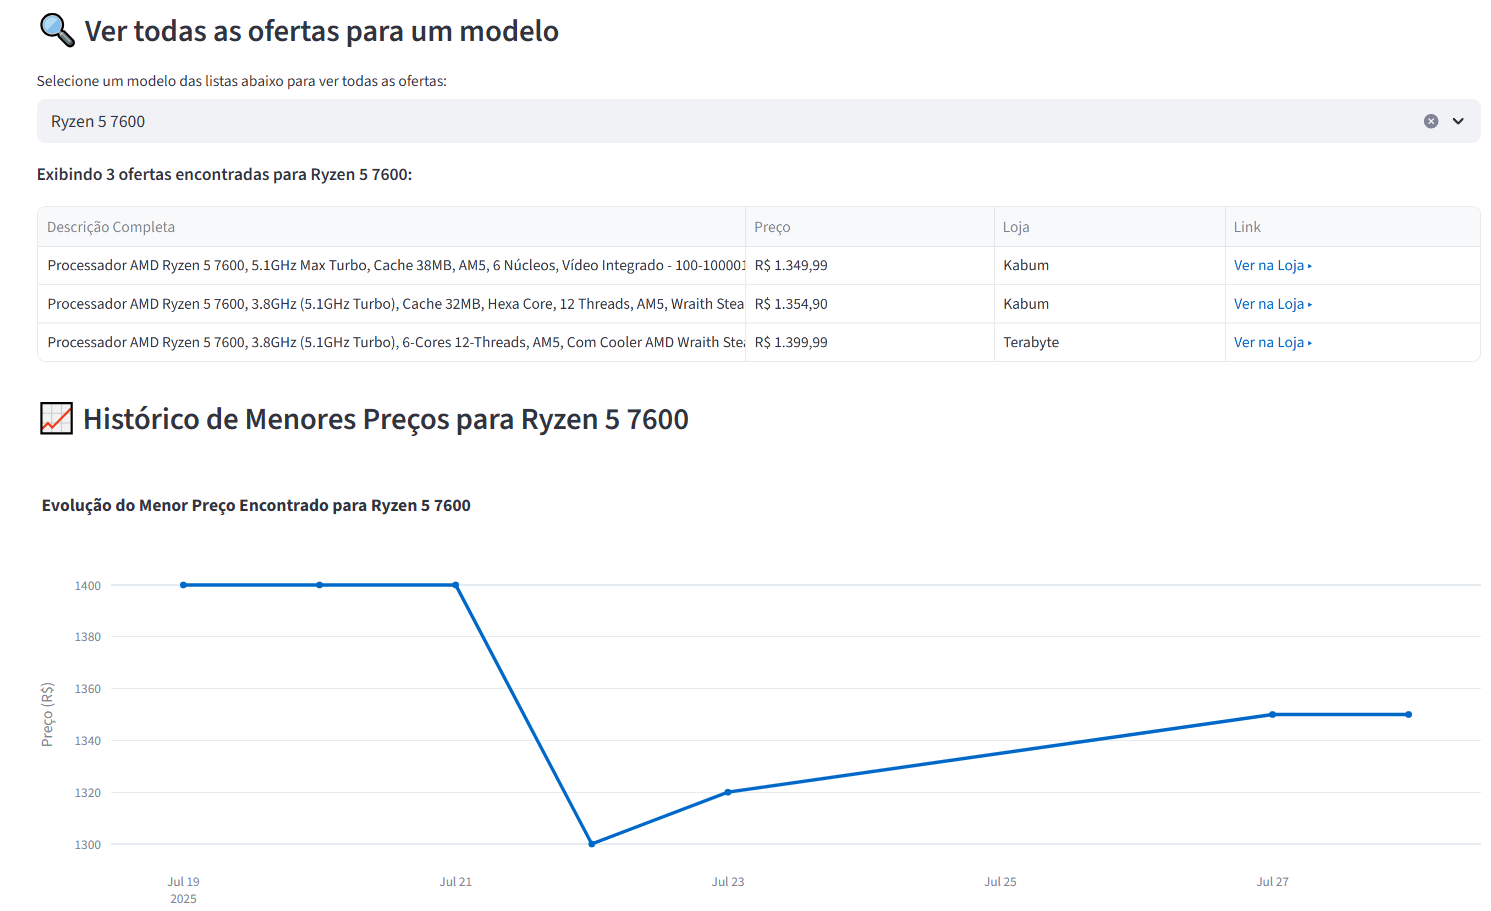 Ver todas as ofertas para um modelo
Selecione um modelo das listas abaixo para ver todas as ofertas:
Ryzen 5 7600
Exibindo 3 ofertas encontradas para Ryzen 5 7600:
Descrição Completa Preço Loja Link
Processador AMD Ryzen 5 7600, 5.1GHz Max Turbo, Cache 38MB, AM5, 6 Núcleos, Vídeo Integrado - 100-10000 R$ 1.349,99 Kabum Ver na Loja ▸
Processador AMD Ryzen 5 7600, 3.8GHz (5.1GHz Turbo), Cache 32MB, Hexa Core, 12 Threads, AM5, Wraith Stea R$ 1.354,90 Kabum Ver na Loja ▸
Processador AMD Ryzen 5 7600, 3.8GHz (5.1GHz Turbo), 6-Cores 12-Threads, AM5, Com Cooler AMD Wraith Stea R$ 1.399,99 Terabyte Ver na Loja ▸
Histórico de Menores Preços para Ryzen 5 7600
Evolução do Menor Preço Encontrado para Ryzen 5 7600
Preço (R$)
1400
1380
1360
1340
1320
1300
Jul 19 Jul 21 Jul 23 Jul 25 Jul 27
2025